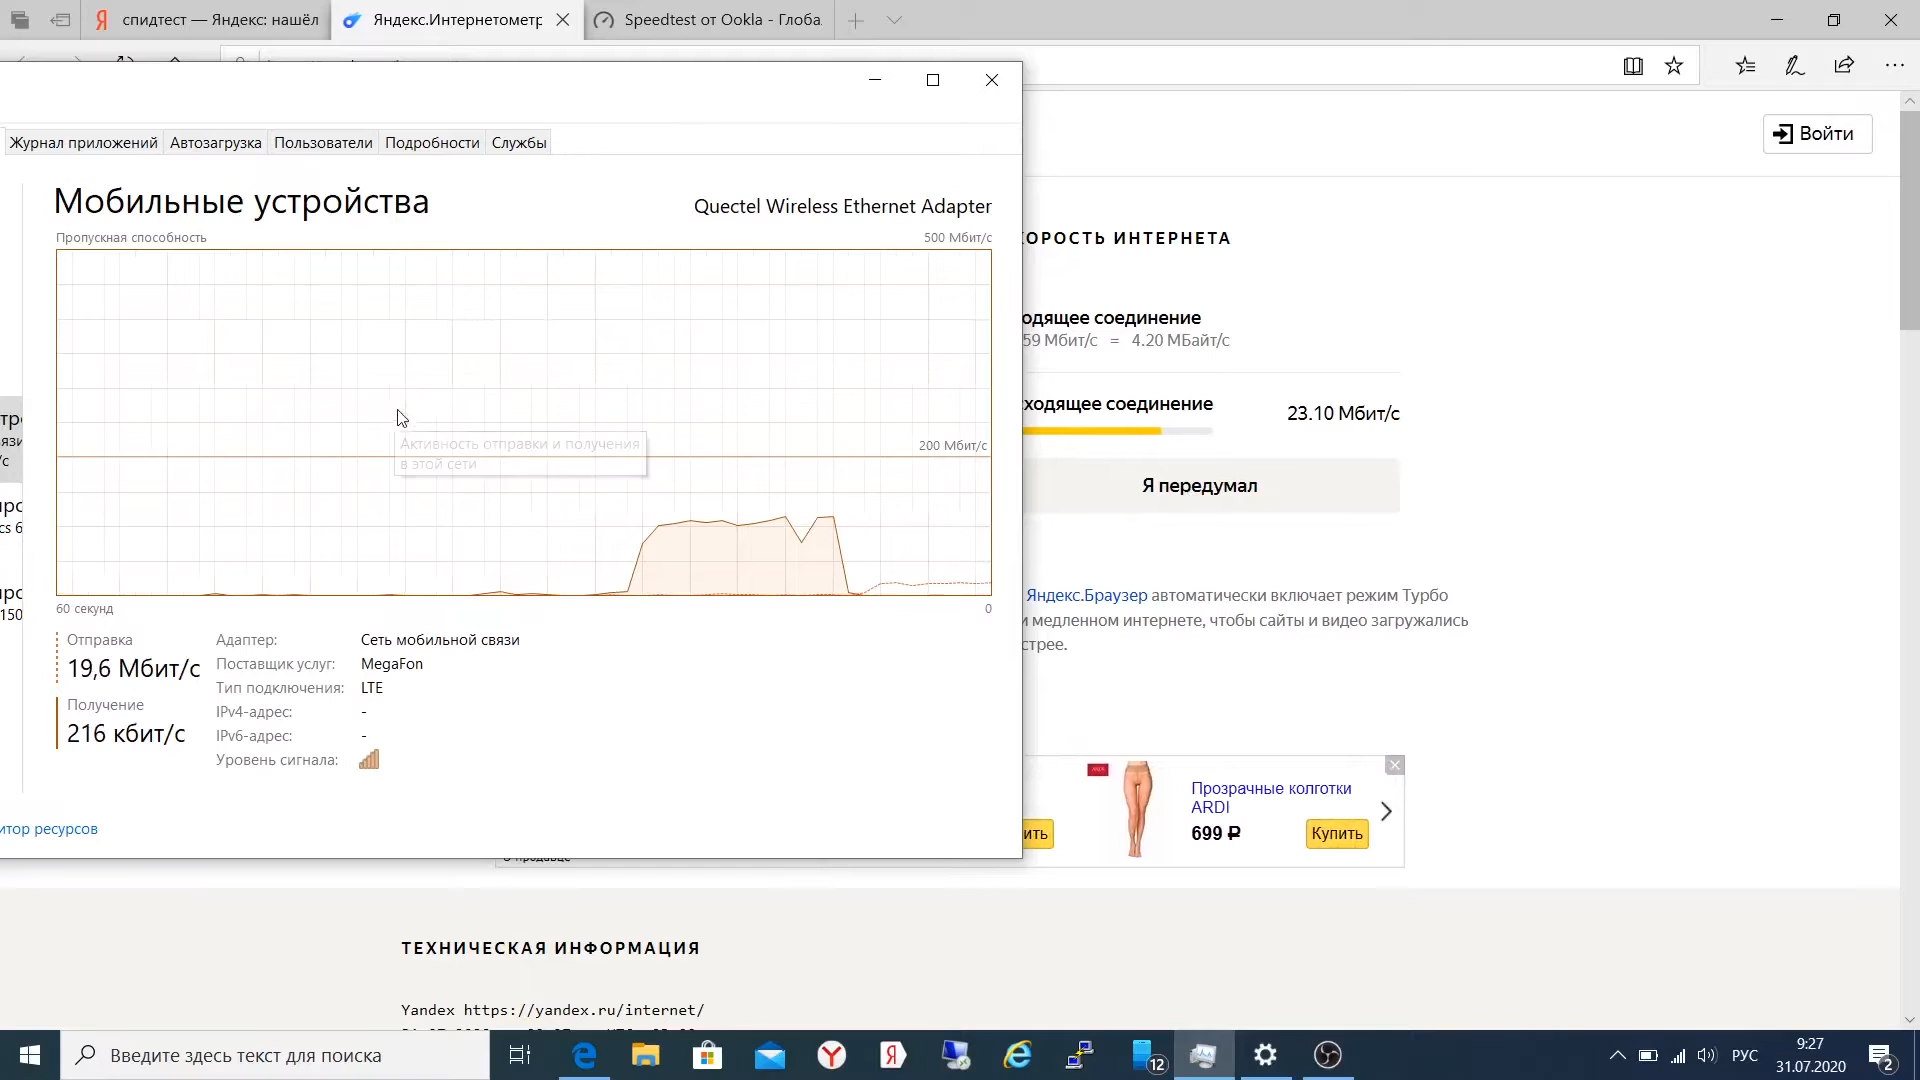 спидтест — Яндекс: нашёл
Яндекс.Интернетометр
Speedtest от Ookla - Глоба
Войти
Журнал приложений
Автозагрузка
Пользователи
Подробности
Службы
Мобильные устройства
Quectel Wireless Ethernet Adapter
Пропускная способность
500 Мбит/с
200 Мбит/с
Активность отправки и получения
в этой сети
60 секунд
0
Отправка
19,6 Мбит/с
Получение
216 кбит/с
Адаптер:
Сеть мобильной связи
Поставщик услуг:
MegaFon
Тип подключения:
LTE
IPv4-адрес:
-
IPv6-адрес:
-
Уровень сигнала:
итор ресурсов
ОРОСТЬ ИНТЕРНЕТА
одящее соединение
59 Мбит/с = 4.20 МБайт/с
ходящее соединение
23.10 Мбит/с
Я передумал
Яндекс.Браузер автоматически включает режим Турбо
и медленном интернете, чтобы сайты и видео загружались
стрее.
ить
Прозрачные колготки
ARDI
699 ₽
Купить
ТЕХНИЧЕСКАЯ ИНФОРМАЦИЯ
Yandex https://yandex.ru/internet/
Введите здесь текст для поиска
12
РУС
9:27
31.07.2020
2